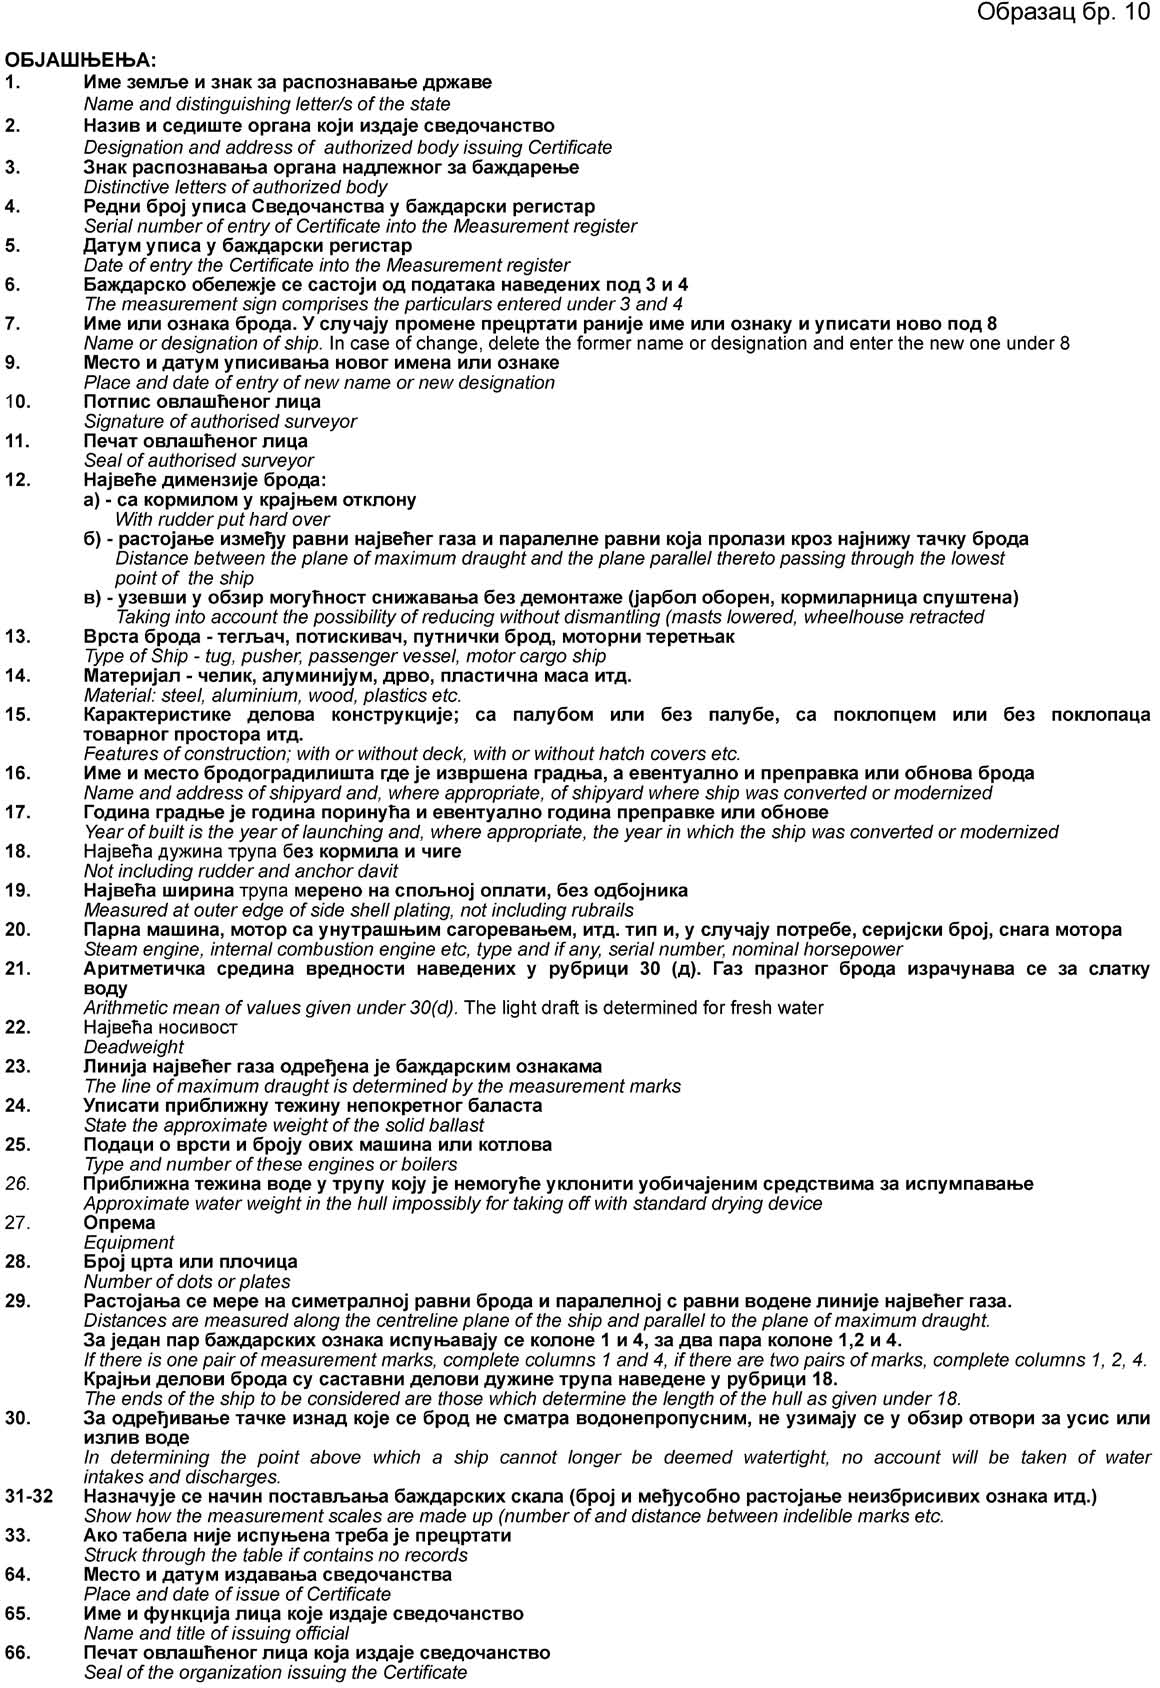 Образац бр. 10
ОБЈАШЊЕЊА:
1. Име земље и знак за распознавање државе
Name and distinguishing letter/s of the state
2. Назив и седиште органа који издаје сведочанство
Designation and address of authorized body issuing Certificate
3. Знак распознавања органа надлежног за баждарење
Distinctive letters of authorized body
4. Редни број уписа Сведочанства у баждарски регистар
Serial number of entry of Certificate into the Measurement register
5. Датум уписа у баждарски регистар
Date of entry the Certificate into the Measurement register
6. Баждарско обележје се састоји од података наведених под 3 и 4
The measurement sign comprises the particulars entered under 3 and 4
7. Име или ознака брода. У случају промене прецртати раније име или ознаку и уписати ново под 8
Name or designation of ship. In case of change, delete the former name or designation and enter the new one under 8
9. Место и датум уписивања новог имена или ознаке
Place and date of entry of new name or new designation
10. Потпис овлашћеног лица
Signature of authorised surveyor
11. Печат овлашћеног лица
Seal of authorised surveyor
12. Највеће димензије брода:
а) - са кормилом у крајњем отклону
With rudder put hard over
б) - растојање између равни највећег газа и паралелне равни која пролази кроз најнижу тачку брода
Distance between the plane of maximum draught and the plane parallel thereto passing through the lowest
point of the ship
в) - узевши у обзир могућност снижавања без демонтаже (јарбол оборен, кормиларница спуштена)
Taking into account the possibility of reducing without dismantling (masts lowered, wheelhouse retracted
13. Врста брода - тегљач, потискивач, путнички брод, моторни теретњак
Type of Ship - tug, pusher, passenger vessel, motor cargo ship
14. Материјал - челик, алуминијум, дрво, пластична маса итд.
Material: steel, aluminium, wood, plastics etc.
15. Карактеристике делова конструкције; са палубом или без палубе, са поклопцем или без поклопаца
товарног простора итд.
Features of construction; with or without deck, with or without hatch covers etc.
16. Име и место бродоградилишта где је извршена градња, а евентуално и преправка или обнова брода
Name and address of shipyard and, where appropriate, of shipyard where ship was converted or modernized
17. Година градње је година поринућа и евентуално година преправке или обнове
Year of built is the year of launching and, where appropriate, the year in which the ship was converted or modernized
18. Највећа дужина трупа без кормила и чиге
Not including rudder and anchor davit
19. Највећа ширина трупа мерено на спољној оплати, без одбојника
Measured at outer edge of side shell plating, not including rubrails
20. Парна машина, мотор са унутрашњим сагоревањем, итд. тип и, у случају потребе, серијски број, снага мотора
Steam engine, internal combustion engine etc, type and if any, serial number, nominal horsepower
21. Аритметичка средина вредности наведених у рубрици 30 (д). Газ празног брода израчунава се за слатку
воду
Arithmetic mean of values given under 30(d). The light draft is determined for fresh water
22. Највећа носивост
Deadweight
23. Линија највећег газа одређена је баждарским ознакама
The line of maximum draught is determined by the measurement marks
24. Уписати приближну тежину непокретног баласта
State the approximate weight of the solid ballast
25. Подаци о врсти и броју ових машина или котлова
Type and number of these engines or boilers
26. Приближна тежина воде у трупу коју је немогуће уклонити уобичајеним средствима за испумпавање
Approximate water weight in the hull impossibly for taking off with standard drying device
27. Опрема
Equipment
28. Број црта или плочица
Number of dots or plates
29. Растојања се мере на симетралној равни брода и паралелној с равни водене линије највећег газа.
Distances are measured along the centreline plane of the ship and parallel to the plane of maximum draught.
За један пар баждарских ознака испуњавају се колоне 1 и 4, за два пара колоне 1,2 и 4.
If there is one pair of measurement marks, complete columns 1 and 4, if there are two pairs of marks, complete columns 1, 2, 4.
Крајњи делови брода су саставни делови дужине трупа наведене у рубрици 18.
The ends of the ship to be considered are those which determine the length of the hull as given under 18.
30. За одређивање тачке изнад које се брод не сматра водонепропусним, не узимају се у обзир отвори за усис или
излив воде
In determining the point above which a ship cannot longer be deemed watertight, no account will be taken of water
intakes and discharges.
31-32 Назначује се начин постављања баждарских скала (број и међусобно растојање неизбрисивих ознака итд.)
Show how the measurement scales are made up (number of and distance between indelible marks etc.
33. Ако табела није испуњена треба је прецртати
Struck through the table if contains no records
64. Место и датум издавања сведочанства
Place and date of issue of Certificate
65. Име и функција лица које издаје сведочанство
Name and title of issuing official
66. Печат овлашћеног лица која издаје сведочанство
Seal of the organization issuing the Certificate